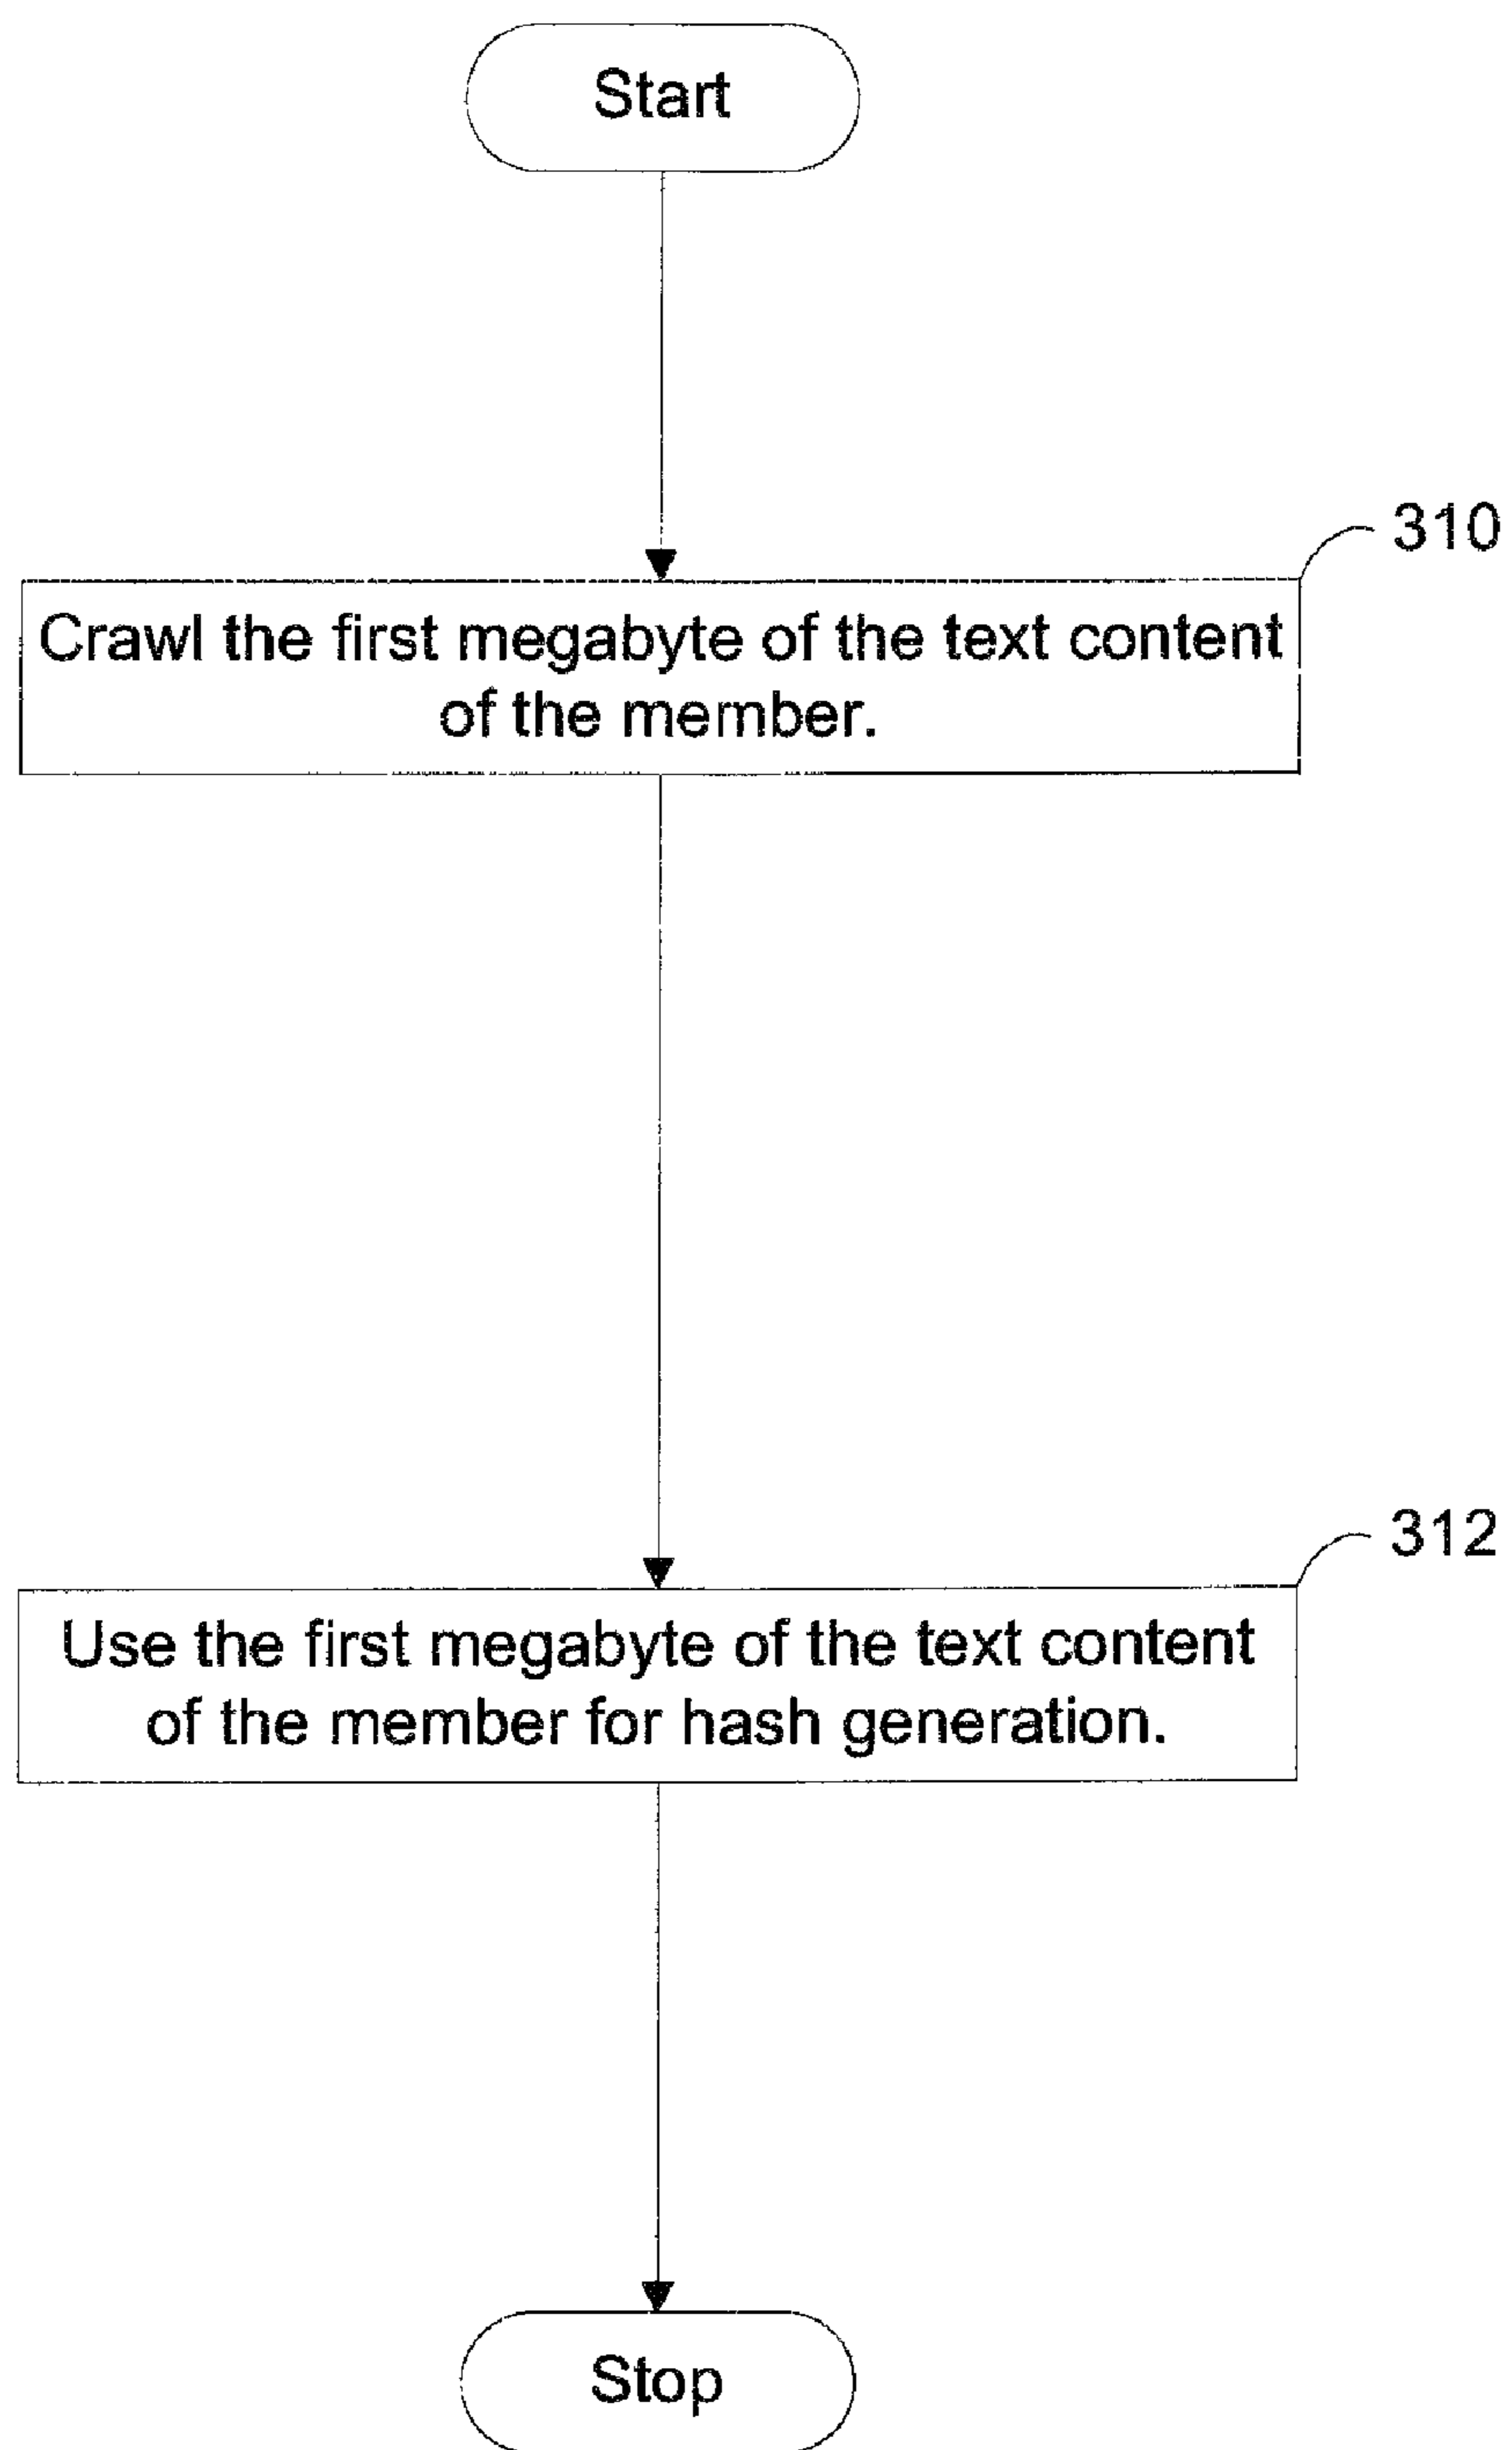 Start
310
Crawl the first megabyte of the text content
of the member.
312
Use the first megabyte of the text content
of the member for hash generation.
Stop